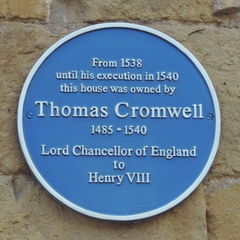 From 1538
until his execution in 1540
this house was owned by
Thomas Cromwell
1485 - 1540
Lord Chancellor of England
to
Henry VIII